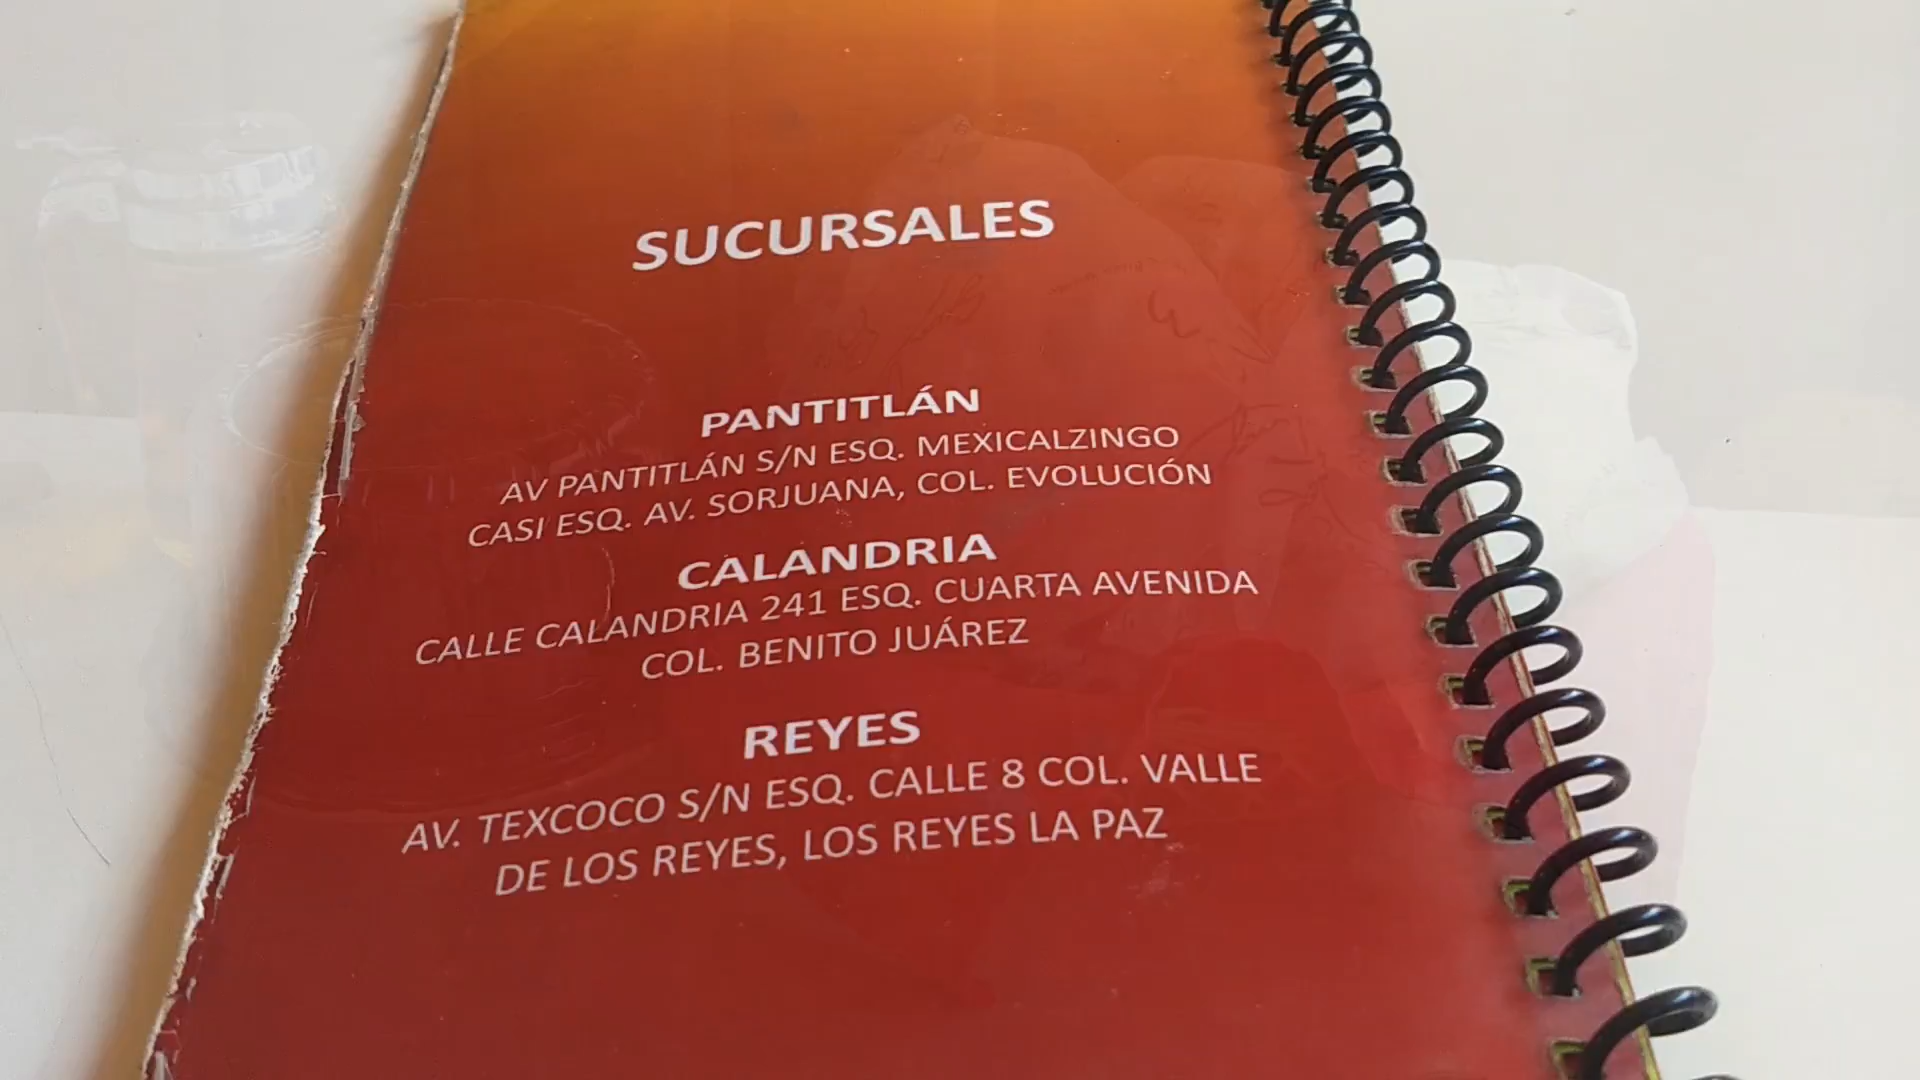 SUCURSALES
PANTITLÁN
AV PANTITLÁN S/N ESQ. MEXICALZINGO
CASI ESQ. AV. SORJUANA, COL. EVOLUCIÓN
CALANDRIA
CALLE CALANDRIA 241 ESQ. CUARTA AVENIDA
COL. BENITO JUÁREZ
REYES
AV. TEXCOCO S/N ESQ. CALLE 8 COL. VALLE
DE LOS REYES, LOS REYES LA PAZ